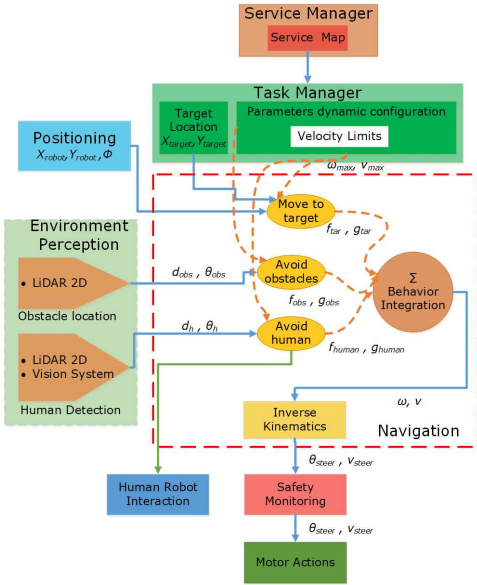 Service Manager
Service Map
Task Manager
Target
Location
Xtarget, Ytarget
Parameters dynamic configuration
Velocity Limits
Positioning
Xrobot, Yrobot, Φ
ωmax, vmax
Move to
target
ftar , gtar
Environment
Perception
LiDAR 2D
Obstacle location
dobs , θobs
Avoid
obstacles
fobs , gobs
Σ
Behavior
Integration
dh , θh
Avoid
human
fhuman , ghuman
LiDAR 2D
Vision System
Human Detection
ω, v
Inverse
Kinematics
Navigation
θsteer , vsteer
Human Robot
Interaction
Safety
Monitoring
θsteer , vsteer
Motor Actions